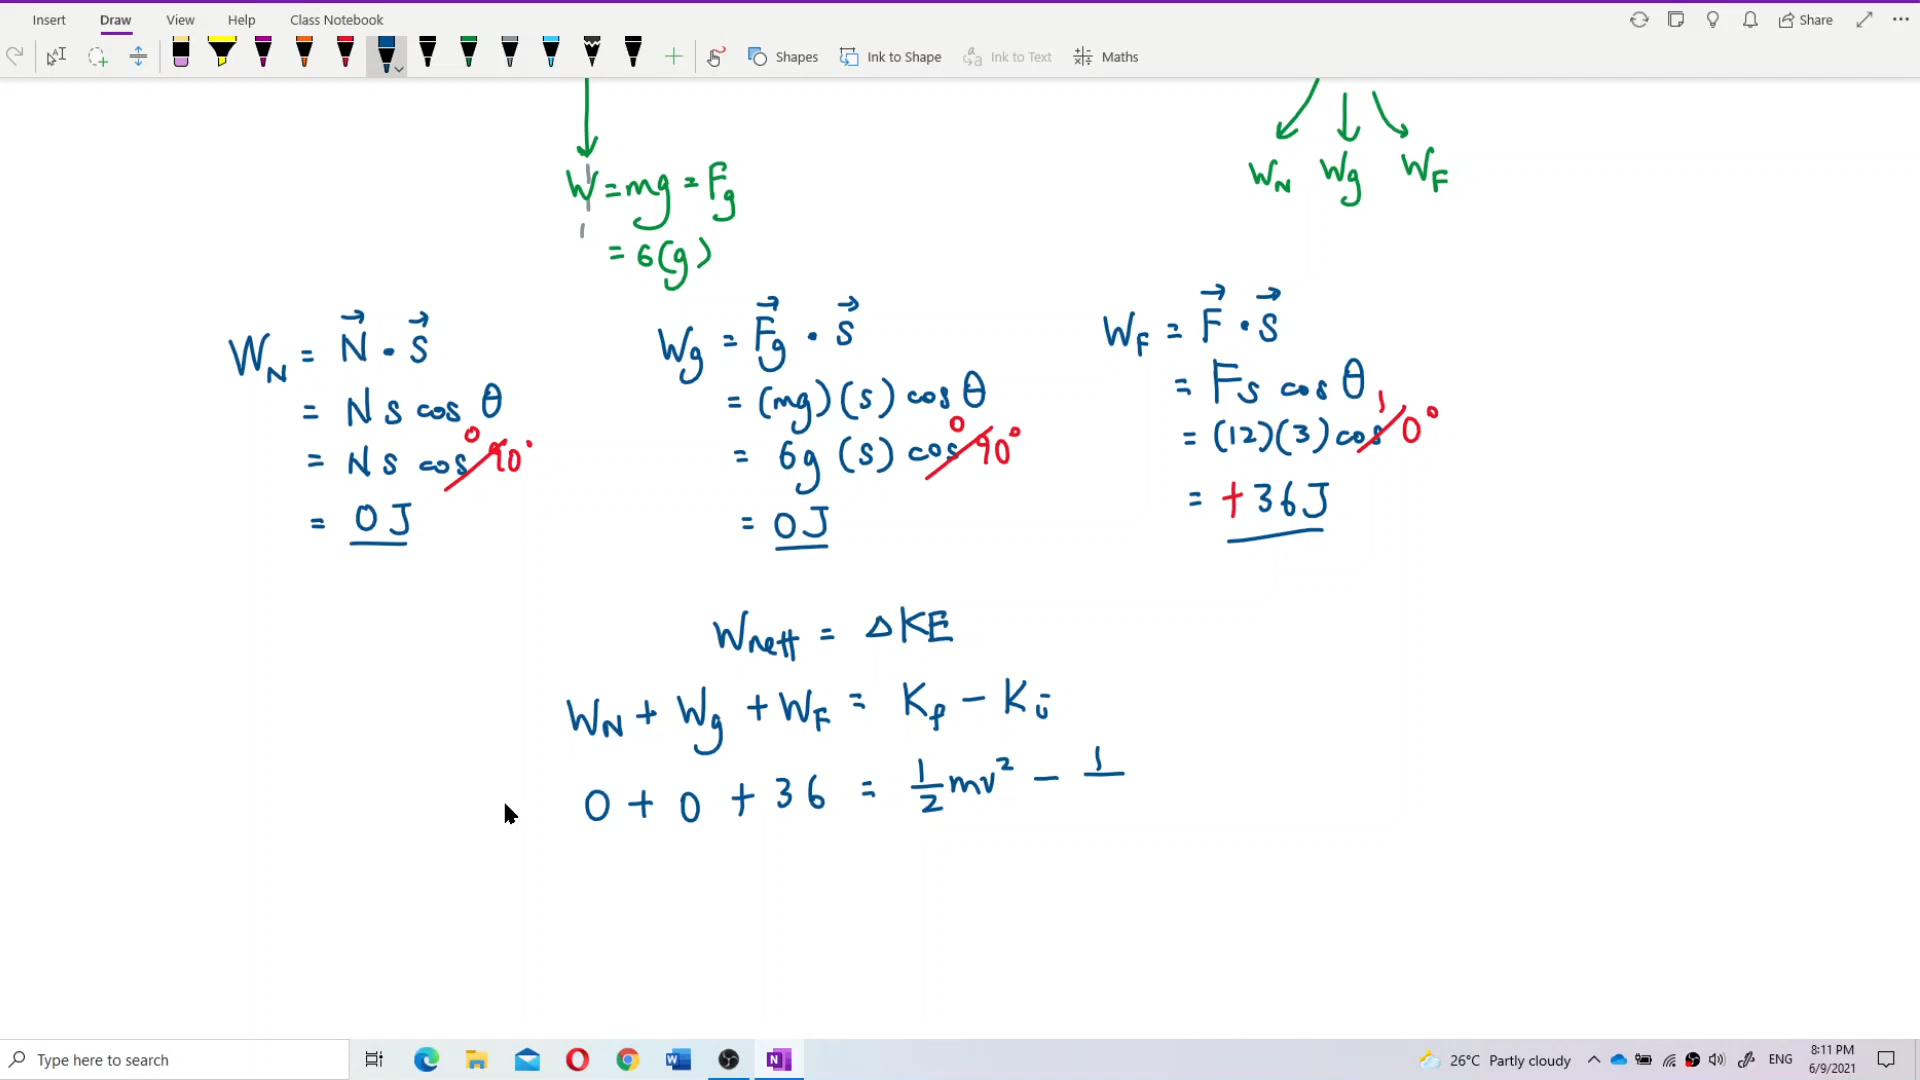 Insert Draw View Help Class Notebook Share
Shapes Ink to Shape Ink to Text Maths
W = mg = Fg
= 6(g)
WN Wg WF
WN = N⃗ • S⃗
= N s cos θ
= N s cos 90° 0
= 0 J
Wg = F⃗g • s⃗
= (mg)(s) cos θ
= 6g (s) cos 90° 0
= 0 J
WF = F⃗ • S⃗
= Fs cos θ
= (12)(3) cos 0° 1
= + 36 J
Wnett = ΔKE
WN + Wg + WF = Kf − Ki
0 + 0 + 36 = 1/2 mv² − 1
Type here to search
26°C Partly cloudy ENG 8:11 PM
6/9/2021